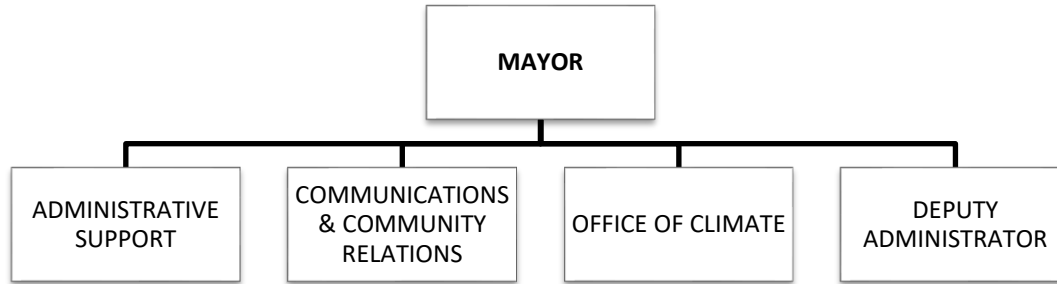 MAYOR
ADMINISTRATIVE
SUPPORT
COMMUNICATIONS
& COMMUNITY
RELATIONS
OFFICE OF CLIMATE
DEPUTY
ADMINISTRATOR